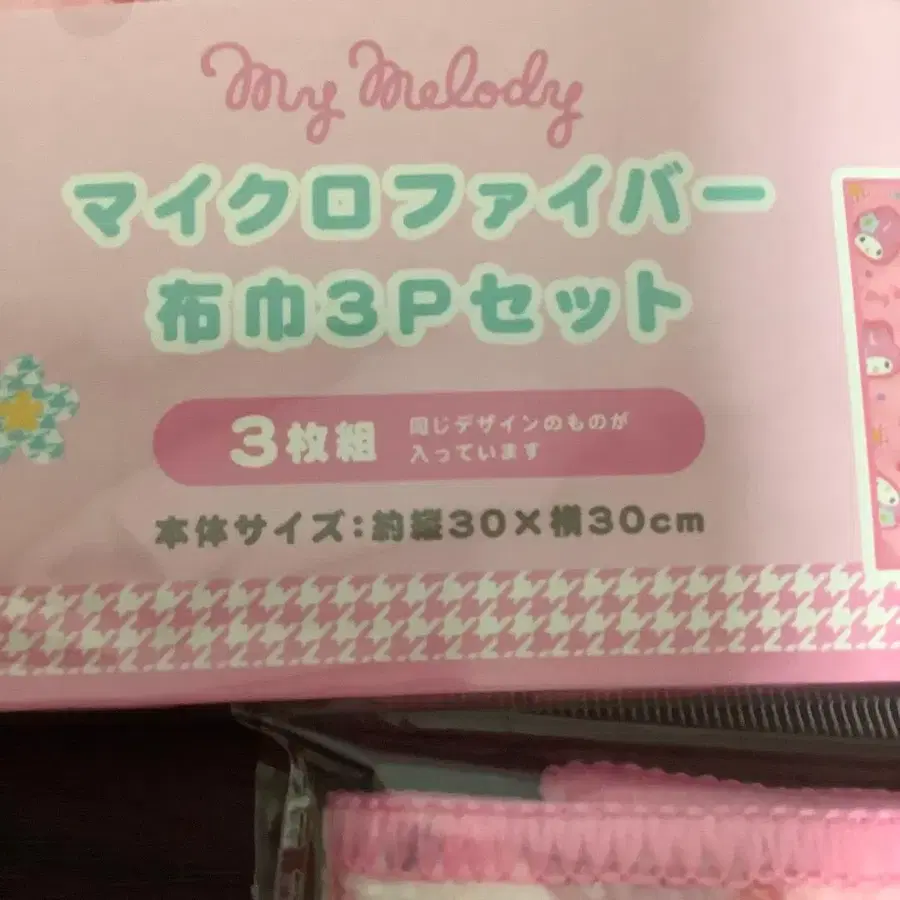 My Melody
マイクロファイバー
布巾3Pセット
3枚組
同じデザインのものが
入っています
本体サイズ:約縦30×横30cm